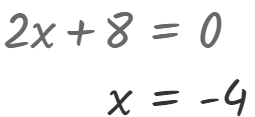 2x + 8 = 0
x = -4